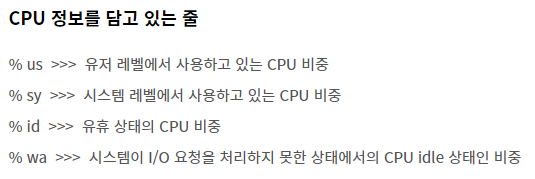 CPU 정보를 담고 있는 줄
% us >>> 유저 레벨에서 사용하고 있는 CPU 비중
% sy >>> 시스템 레벨에서 사용하고 있는 CPU 비중
% id >>> 유휴 상태의 CPU 비중
% wa >>> 시스템이 I/O 요청을 처리하지 못한 상태에서의 CPU idle 상태인 비중